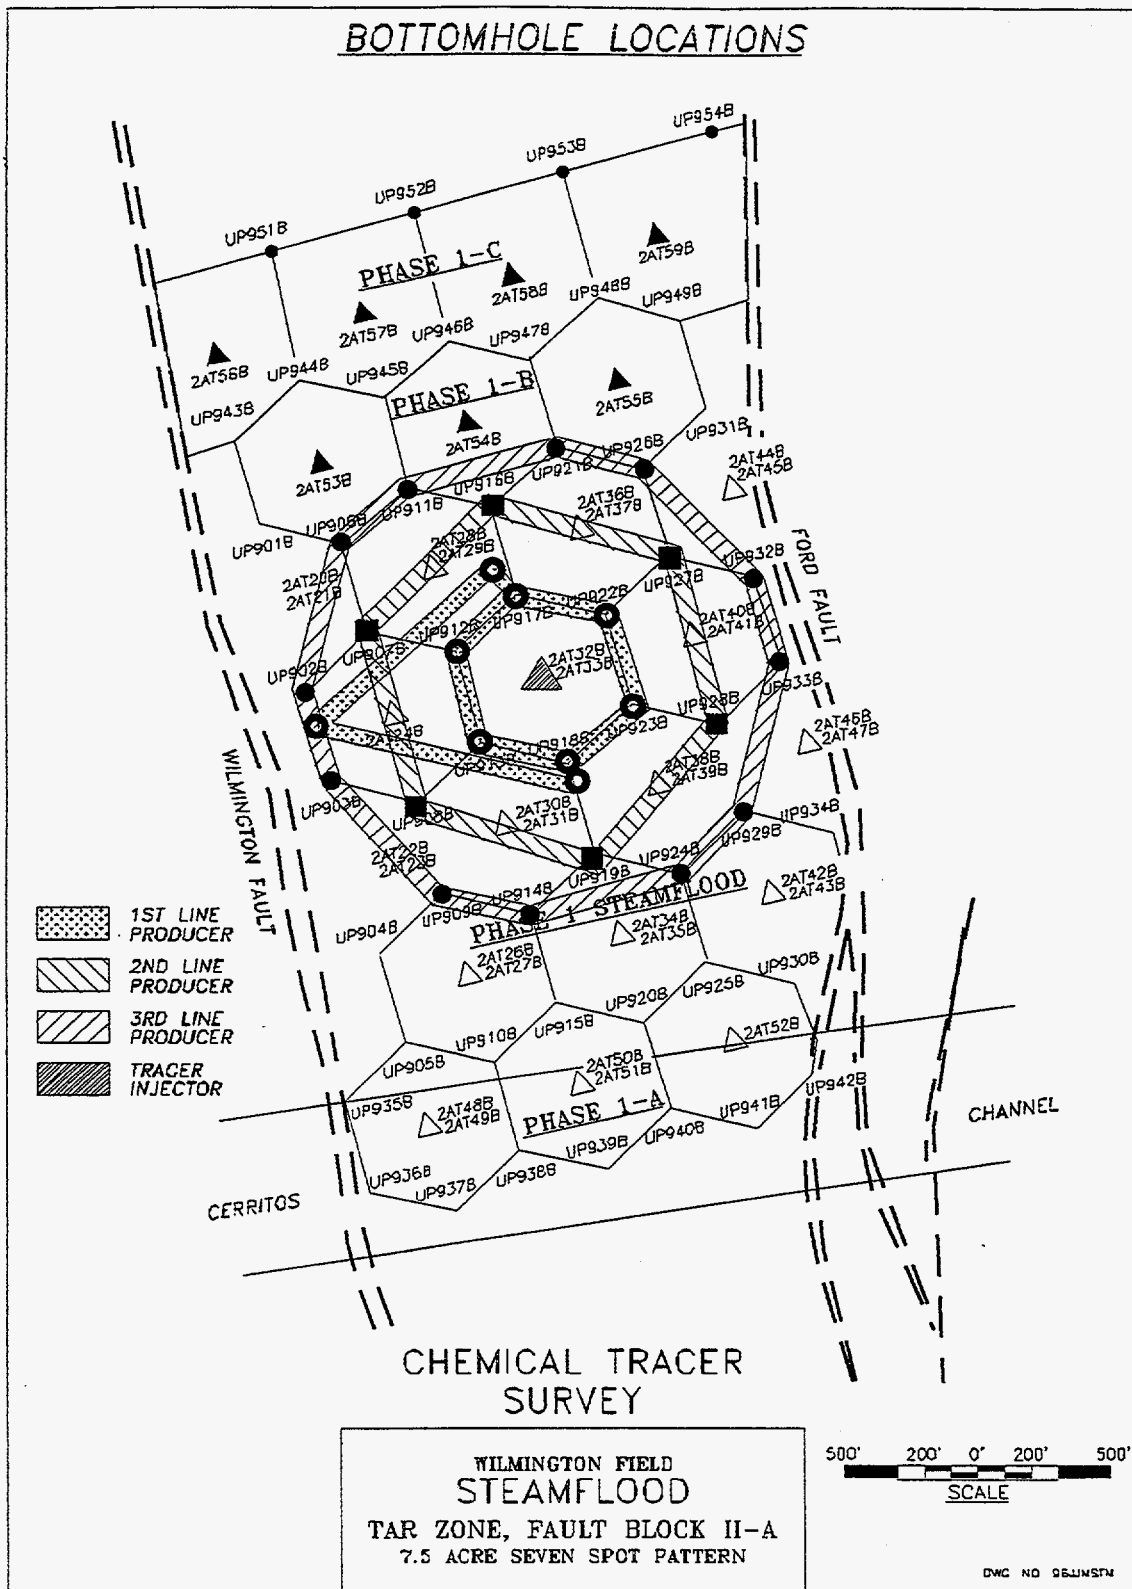 BOTTOMHOLE LOCATIONS
UP954B
UP953B
UP952B
UP951B
2AT59B
PHASE 1-C
2AT58B
UP948B
UP949B
2AT57B
UP946B
UP947B
2AT56B
UP944B
UP945B
UP943B
PHASE 1-B
2AT55B
2AT54B
UP931B
UP926B
UP921B
2AT44B
2AT45B
2AT53B
UP916B
UP911B
2AT36B
2AT37B
UP906B
UP901B
2AT28B
2AT29B
FORD FAULT
UP932B
2AT20B
2AT21B
UP927B
UP922B
UP917B
2AT40B
2AT41B
UP912B
UP907B
2AT32B
2AT33B
UP902B
UP933B
UP928B
2AT24B
UP923B
2AT46B
2AT47B
UP918B
WILMINGTON FAULT
2AT38B
2AT39B
UP903B
2AT30B
2AT31B
UP908B
UP934B
UP929B
2AT22B
2AT23B
UP924B
UP919B
2AT42B
2AT43B
UP914B
UP909B
PHASE 1 STEAMFLOOD
2AT34B
2AT35B
UP904B
1ST LINE
PRODUCER
2AT26B
2AT27B
UP930B
UP925B
2ND LINE
PRODUCER
UP920B
UP915B
3RD LINE
PRODUCER
UP910B
2AT52B
UP905B
2AT50B
2AT51B
TRACER
INJECTOR
UP942B
UP935B
2AT48B
2AT49B
PHASE 1-A
UP941B
UP940B
CHANNEL
UP939B
UP938B
UP936B
UP937B
CERRITOS
CHEMICAL TRACER
SURVEY
500' 200' 0' 200' 500'
SCALE
WILMINGTON FIELD
STEAMFLOOD
TAR ZONE, FAULT BLOCK II-A
7.5 ACRE SEVEN SPOT PATTERN
DWG NO